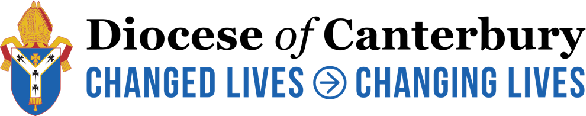 Diocese of Canterbury
CHANGED LIVES → CHANGING LIVES